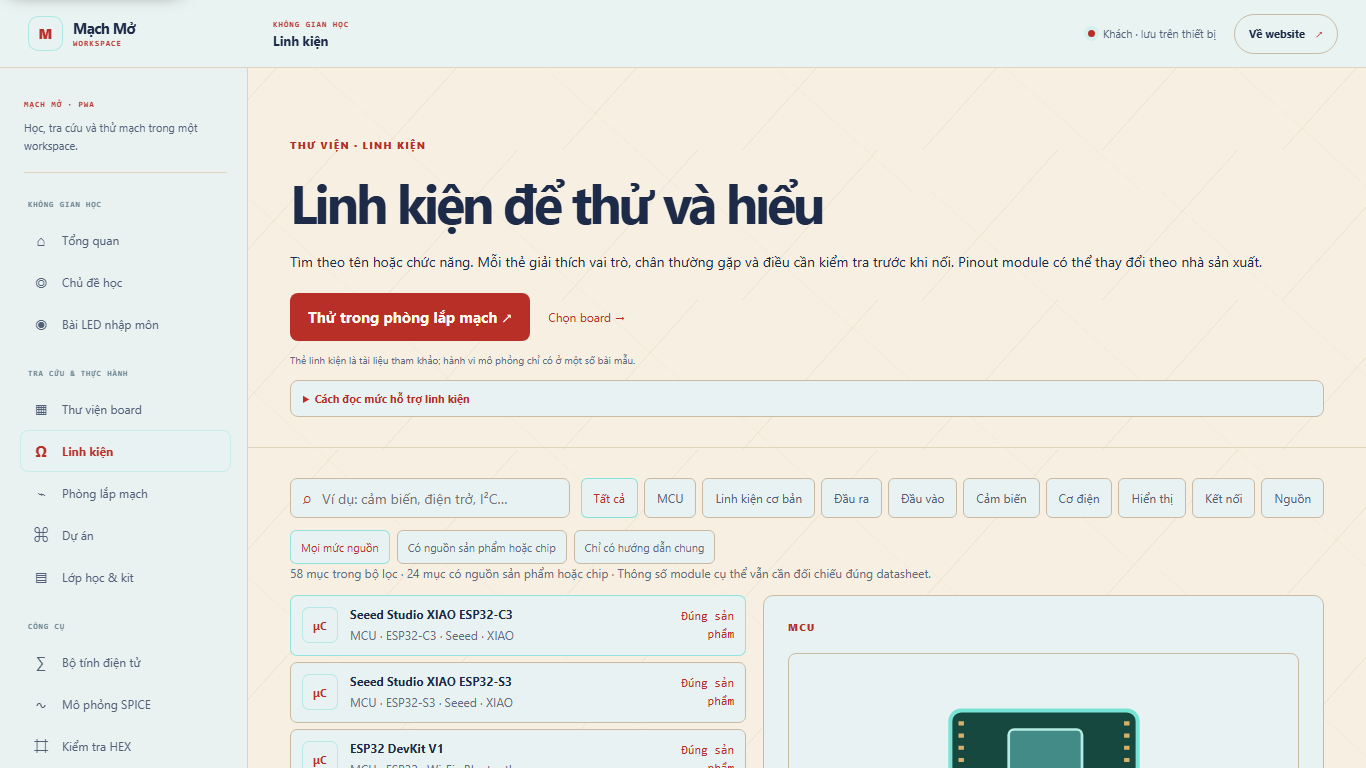 M
Mạch Mở
WORKSPACE
KHÔNG GIAN HỌC
Linh kiện
Khách · lưu trên thiết bị
Về website ↗
MẠCH MỞ · PWA
Học, tra cứu và thử mạch trong một
workspace.
KHÔNG GIAN HỌC
Tổng quan
Chủ đề học
Bài LED nhập môn
TRA CỨU & THỰC HÀNH
Thư viện board
Ω Linh kiện
Phòng lắp mạch
Dự án
Lớp học & kit
CÔNG CỤ
∑ Bộ tính điện tử
Mô phỏng SPICE
Kiểm tra HEX
THƯ VIỆN · LINH KIỆN
Linh kiện để thử và hiểu
Tìm theo tên hoặc chức năng. Mỗi thẻ giải thích vai trò, chân thường gặp và điều cần kiểm tra trước khi nối. Pinout module có thể thay đổi theo nhà sản xuất.
Thử trong phòng lắp mạch ↗
Chọn board →
Thẻ linh kiện là tài liệu tham khảo; hành vi mô phỏng chỉ có ở một số bài mẫu.
▶ Cách đọc mức hỗ trợ linh kiện
Ví dụ: cảm biến, điện trở, I²C...
Tất cả
MCU
Linh kiện cơ bản
Đầu ra
Đầu vào
Cảm biến
Cơ điện
Hiển thị
Kết nối
Nguồn
Mọi mức nguồn
Có nguồn sản phẩm hoặc chip
Chỉ có hướng dẫn chung
58 mục trong bộ lọc · 24 mục có nguồn sản phẩm hoặc chip · Thông số module cụ thể vẫn cần đối chiếu đúng datasheet.
µC
Seeed Studio XIAO ESP32-C3
MCU · ESP32-C3 · Seeed · XIAO
Đúng sản
phẩm
µC
Seeed Studio XIAO ESP32-S3
MCU · ESP32-S3 · Seeed · XIAO
Đúng sản
phẩm
µC
ESP32 DevKit V1
MCU · ESP32 · Wi-Fi · Bluetooth
Đúng sản
phẩm
MCU